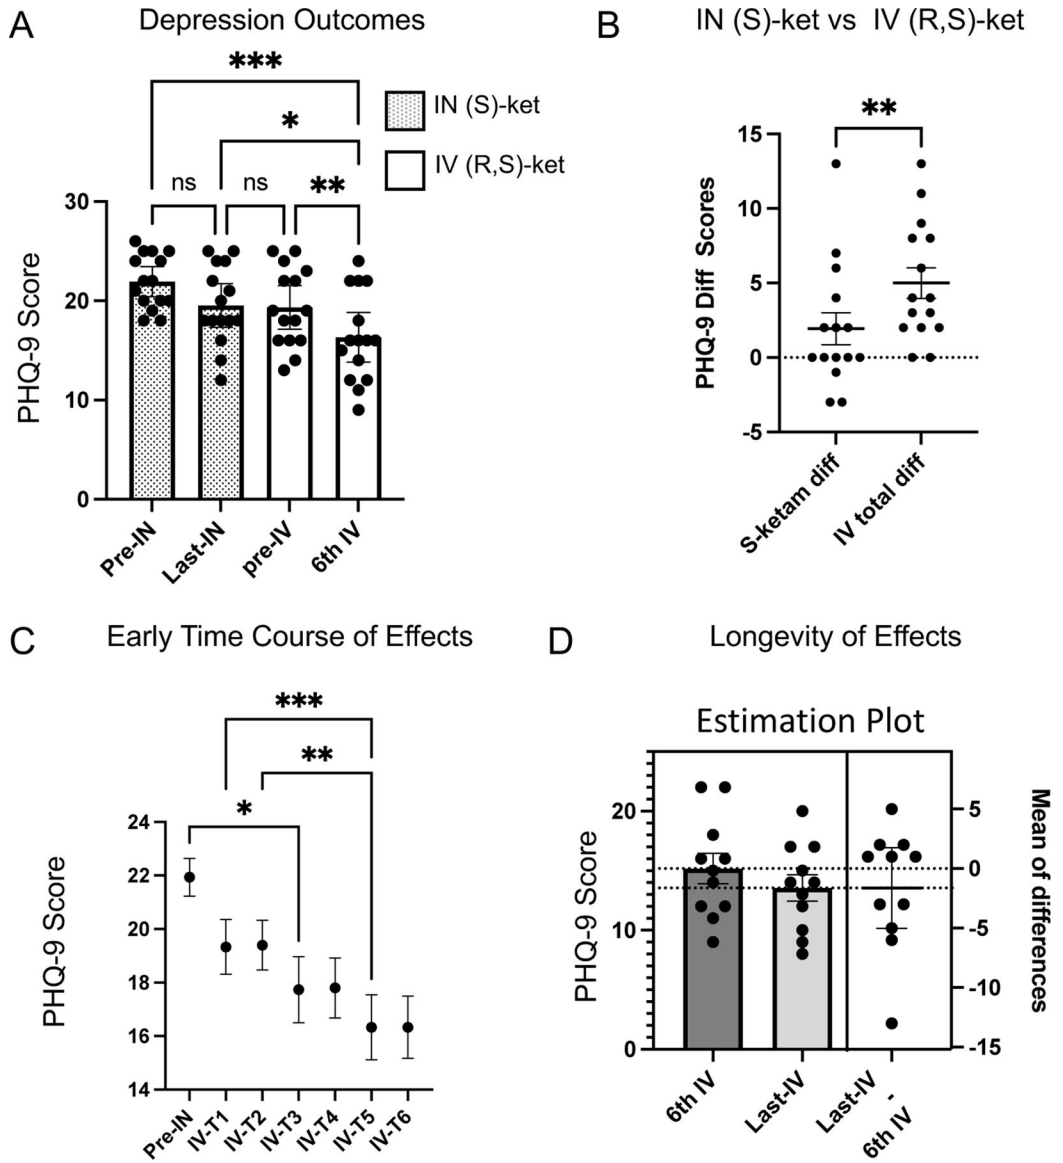 A
Depression Outcomes
***
IN (S)-ket
*
IV (R,S)-ket
ns
ns
**
30
20
10
0
PHQ-9 Score
Pre-IN
Last-IN
pre-IV
6th IV
B
IN (S)-ket vs IV (R,S)-ket
**
15
10
5
0
-5
PHQ-9 Diff Scores
S-ketam diff
IV total diff
C
Early Time Course of Effects
***
**
*
24
22
20
18
16
14
PHQ-9 Score
Pre-IN
IV-T1
IV-T2
IV-T3
IV-T4
IV-T5
IV-T6
D
Longevity of Effects
Estimation Plot
20
10
0
PHQ-9 Score
5
0
-5
-10
-15
Mean of differences
6th IV
Last-IV
Last-IV
-
6th IV